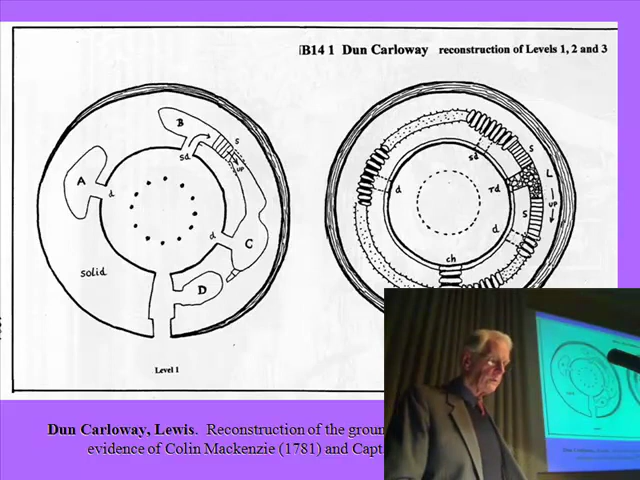 B14 1 Dun Carloway reconstruction of Levels 1, 2 and 3
B
S
sd
UP
A
d
d
C
solid
D
Level 1
S
sd
L
d
rd
UP
S
d
ch
Dun Carloway, Lewis. Reconstruction of the groun
evidence of Colin Mackenzie (1781) and Capt